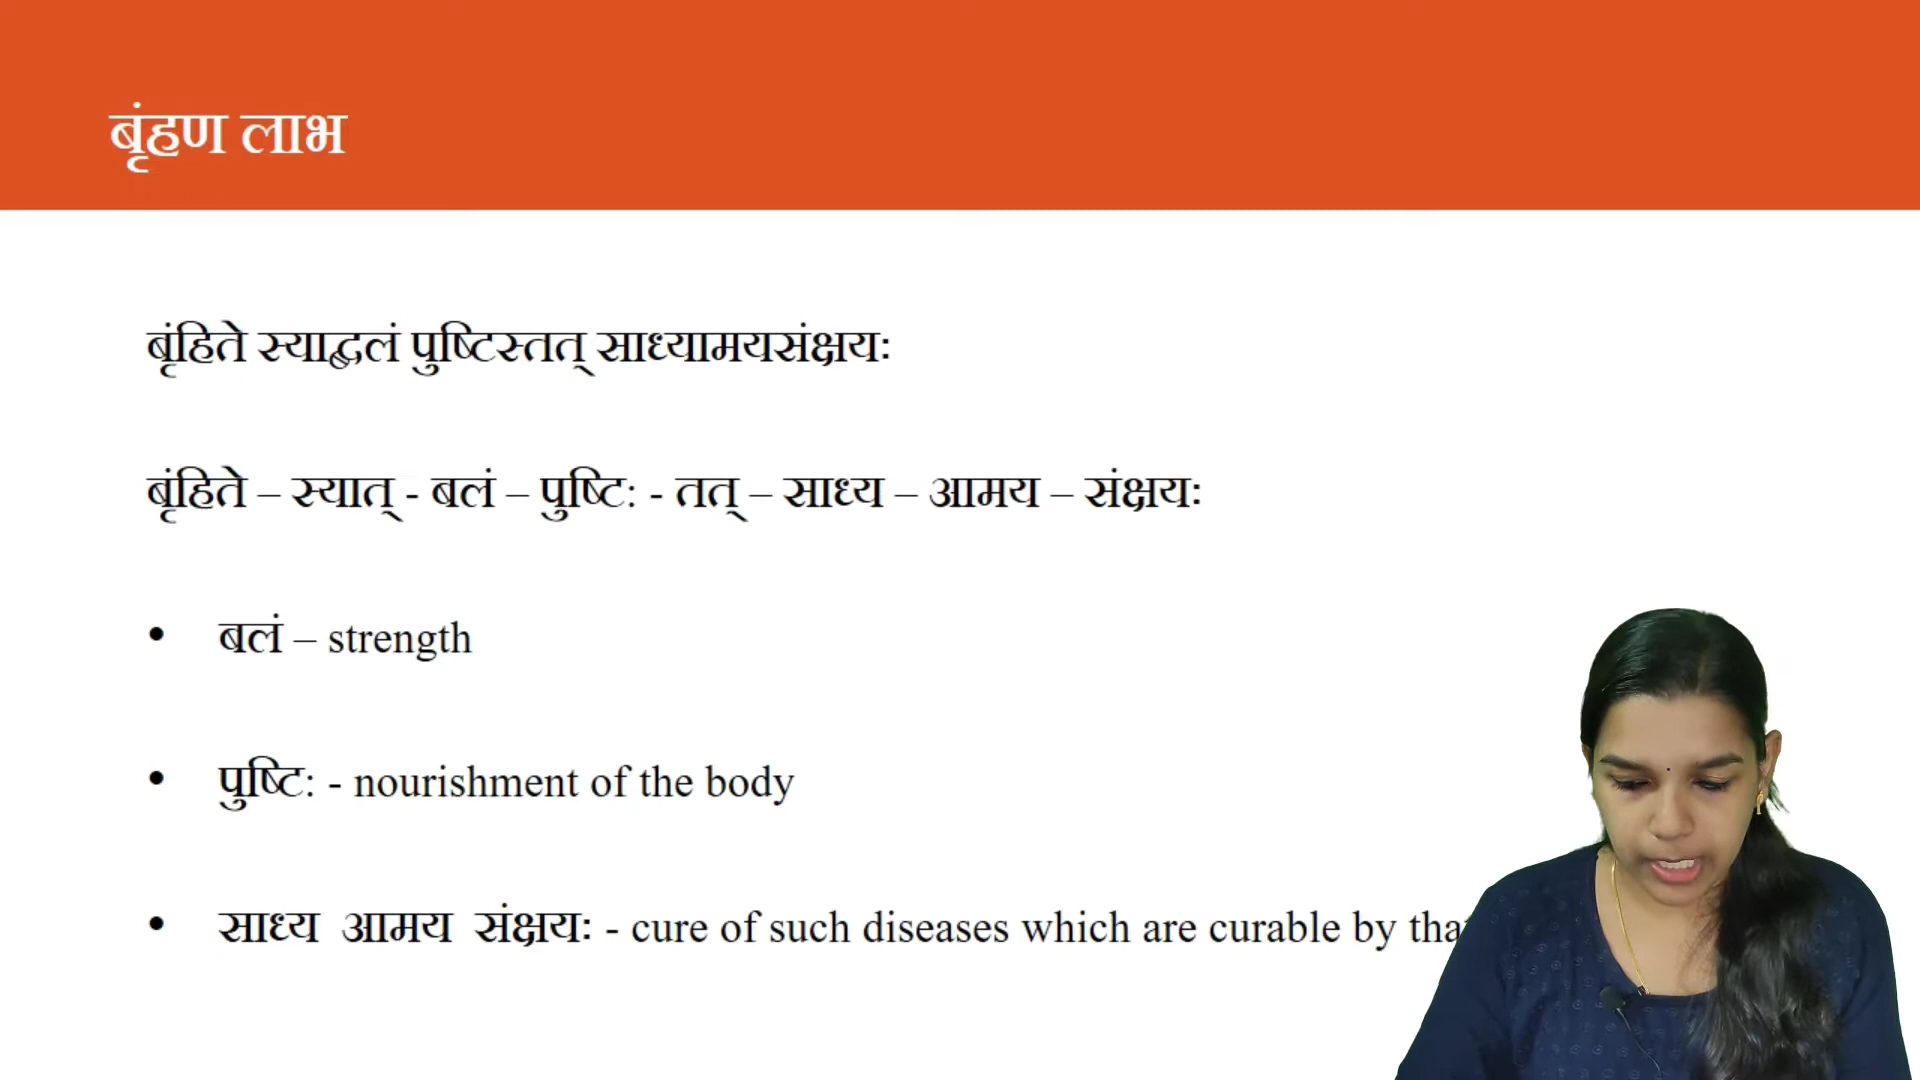 बृंहण लाभ
बृंहिते स्याद्बलं पुष्टिस्तत् साध्यामयसंक्षयः
बृंहिते – स्यात् - बलं – पुष्टि: - तत् – साध्य – आमय – संक्षयः
• बलं – strength
• पुष्टि: - nourishment of the body
• साध्य आमय संक्षयः - cure of such diseases which are curable by